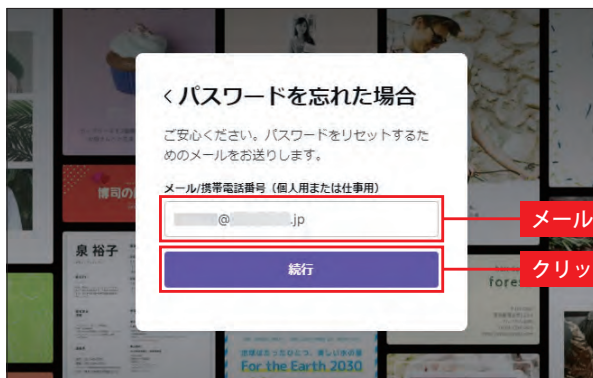 < パスワードを忘れた場合
ご安心ください。パスワードをリセットするた
めのメールをお送りします。
メール/携帯電話番号（個人用または仕事用）
@ .jp
メール
続行
クリッ
博司の
泉 裕子
fore
For the Earth 2030